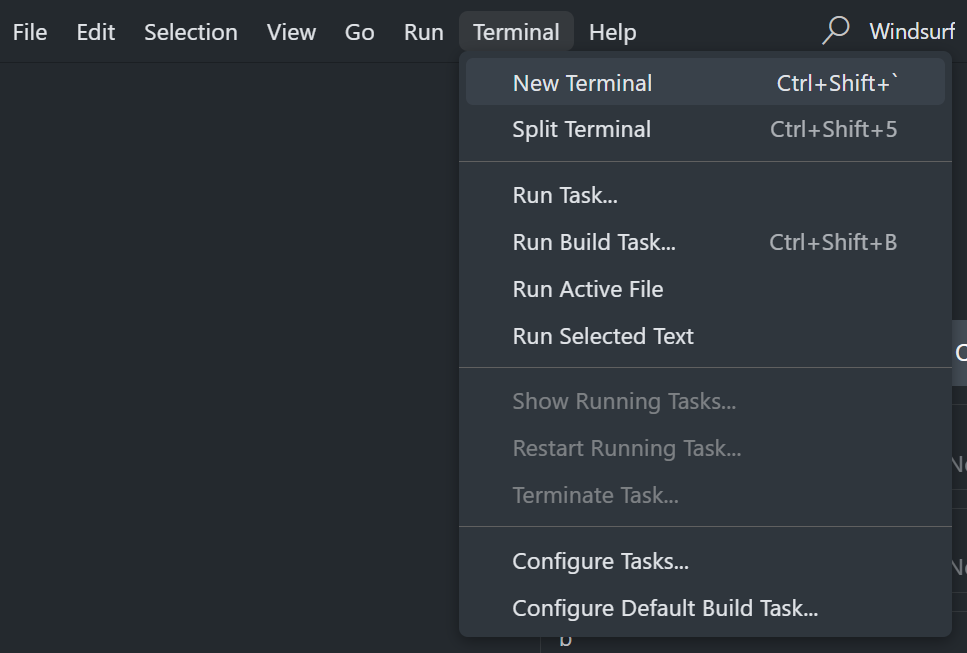 File Edit Selection View Go Run Terminal Help Windsurf
New Terminal Ctrl+Shift+`
Split Terminal Ctrl+Shift+5
Run Task...
Run Build Task... Ctrl+Shift+B
Run Active File
Run Selected Text
Show Running Tasks...
Restart Running Task...
Terminate Task...
Configure Tasks...
Configure Default Build Task...